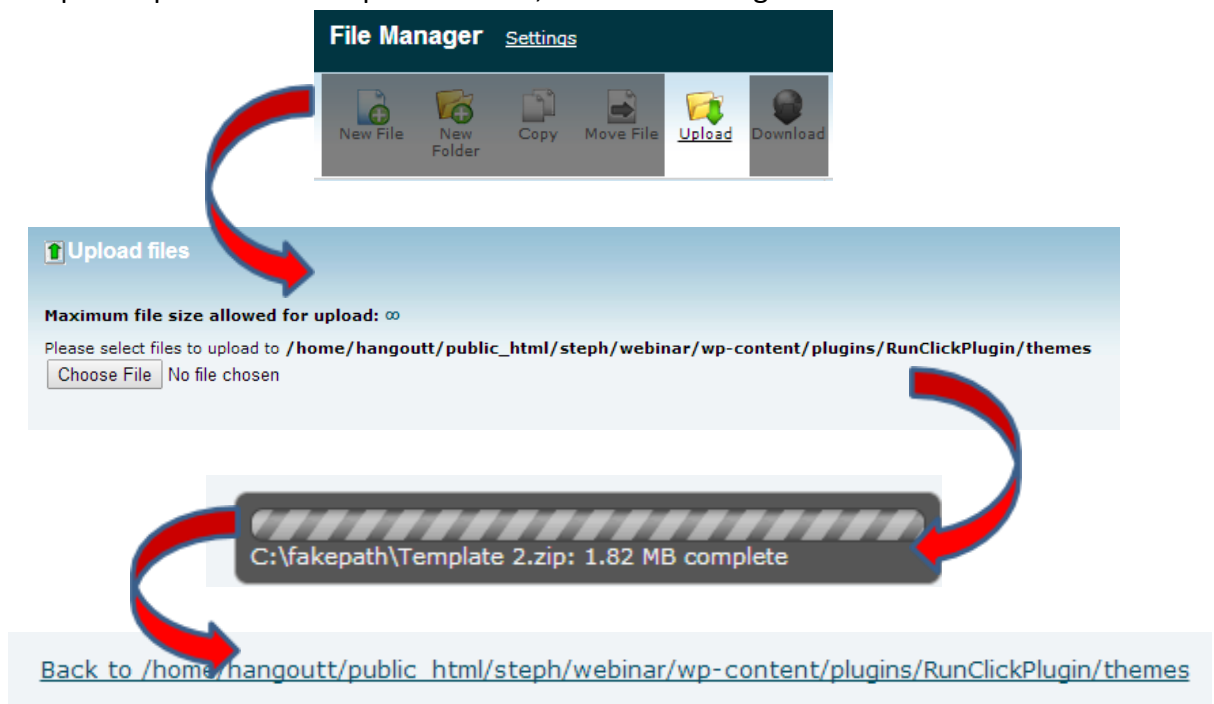 File Manager Settings
New File New Folder Copy Move File Upload Download
Upload files
Maximum file size allowed for upload: ∞
Please select files to upload to /home/hangoutt/public_html/steph/webinar/wp-content/plugins/RunClickPlugin/themes
Choose File No file chosen
C:\fakepath\Template 2.zip: 1.82 MB complete
Back to /home/hangoutt/public_html/steph/webinar/wp-content/plugins/RunClickPlugin/themes